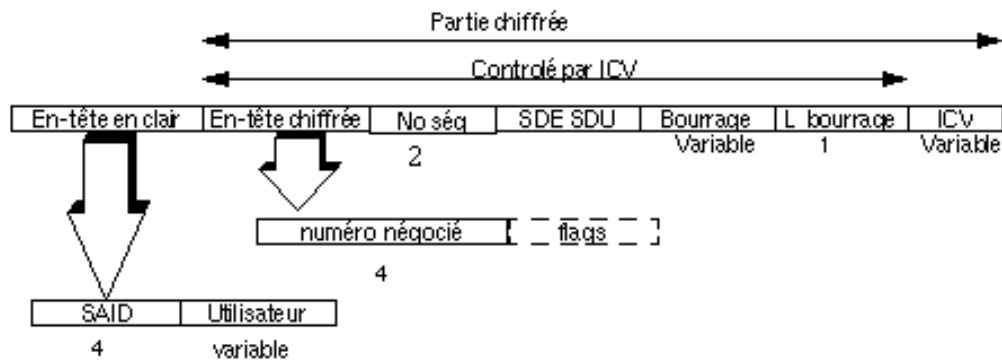 Partie chiffrée
Controlé par ICV
En-tête en clair En-tête chiffrée No séq SDE SDU Bourrage L bourrage ICV
2 Variable 1 Variable
numéro négocié flags
4
SAID Utilisateur
4 variable